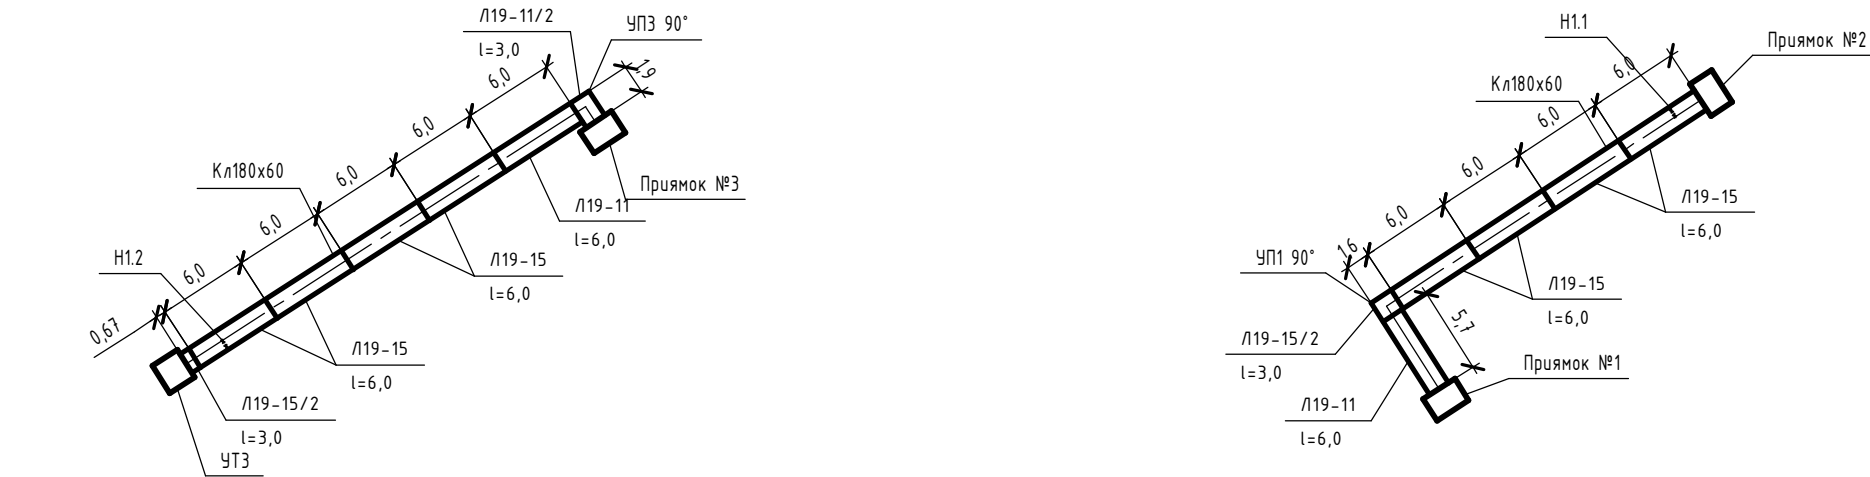 Л19-11/2
l=3,0
УП3 90°
1,9
6,0
6,0
6,0
6,0
6,0
Кл180х60
Приямок №3
Л19-11
l=6,0
Н1.2
Л19-15
l=6,0
0,67
Л19-15
l=6,0
Л19-15/2
l=3,0
УТ3
Н1.1
Приямок №2
6,0
Кл180х60
6,0
6,0
6,0
Л19-15
l=6,0
1,6
УП1 90°
Л19-15
l=6,0
5,7
Л19-15/2
l=3,0
Приямок №1
Л19-11
l=6,0